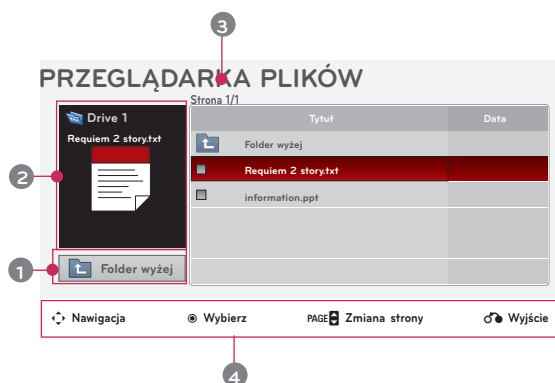 3
PRZEGLĄDARKA PLIKÓW
Strona 1/1
Drive 1
Requiem 2 story.txt
Tytuł Data
Folder wyżej
Requiem 2 story.txt
information.ppt
2
1
Folder wyżej
Nawigacja Wybierz PAGE Zmiana strony Wyjście
4